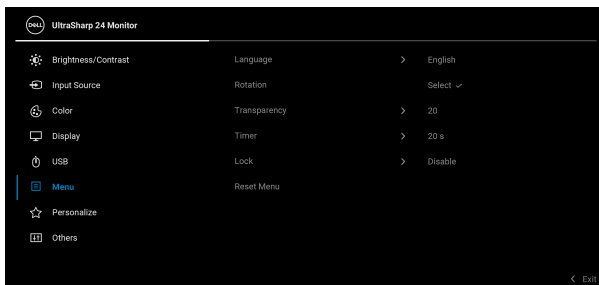 DELL UltraSharp 24 Monitor
Brightness/Contrast Language > English
Input Source Rotation Select ✓
Color Transparency > 20
Display Timer > 20 s
USB Lock > Disable
Menu Reset Menu
Personalize
Others
< Exit